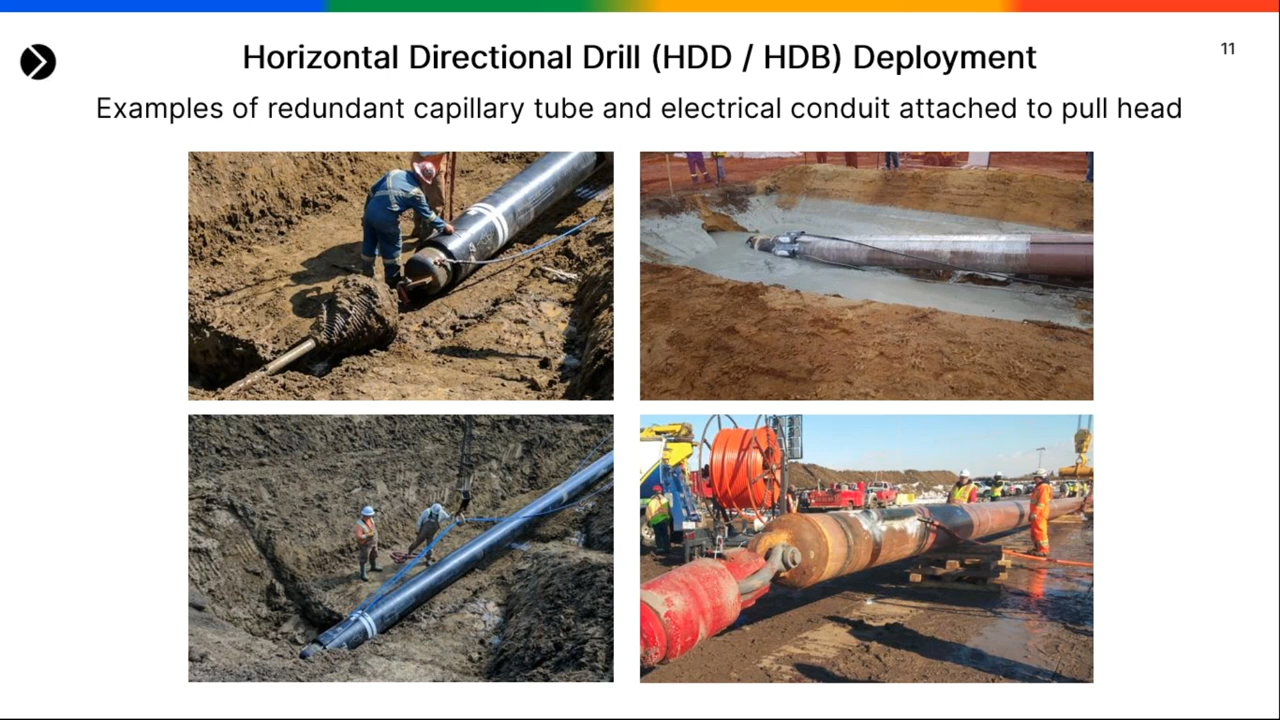 Horizontal Directional Drill (HDD / HDB) Deployment
11
Examples of redundant capillary tube and electrical conduit attached to pull head